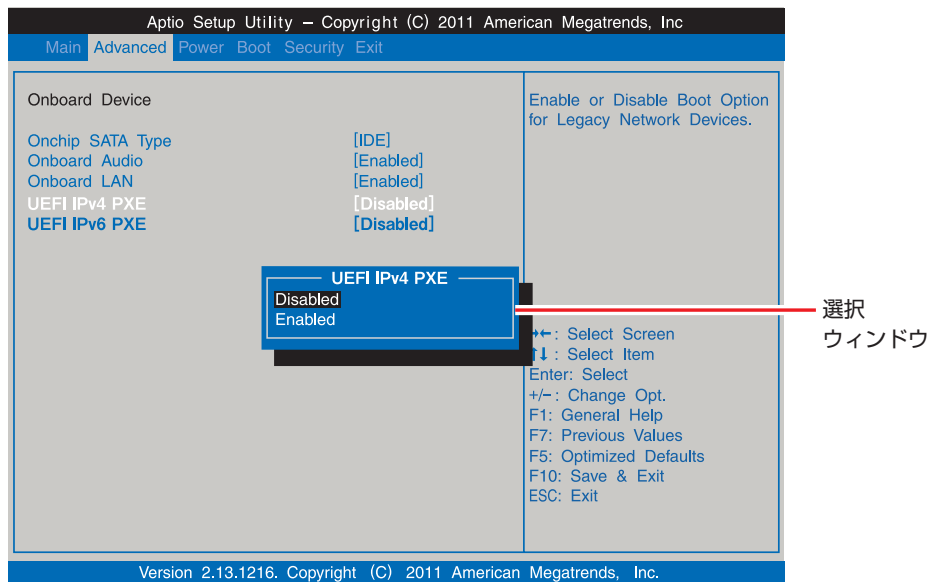 Aptio Setup Utility – Copyright (C) 2011 American Megatrends, Inc
Main Advanced Power Boot Security Exit
Onboard Device
Onchip SATA Type [IDE]
Onboard Audio [Enabled]
Onboard LAN [Enabled]
UEFI IPv4 PXE [Disabled]
UEFI IPv6 PXE [Disabled]
Enable or Disable Boot Option
for Legacy Network Devices.
UEFI IPv4 PXE
Disabled
Enabled
選択
ウィンドウ
→←: Select Screen
↑↓: Select Item
Enter: Select
+/−: Change Opt.
F1: General Help
F7: Previous Values
F5: Optimized Defaults
F10: Save & Exit
ESC: Exit
Version 2.13.1216. Copyright (C) 2011 American Megatrends, Inc.